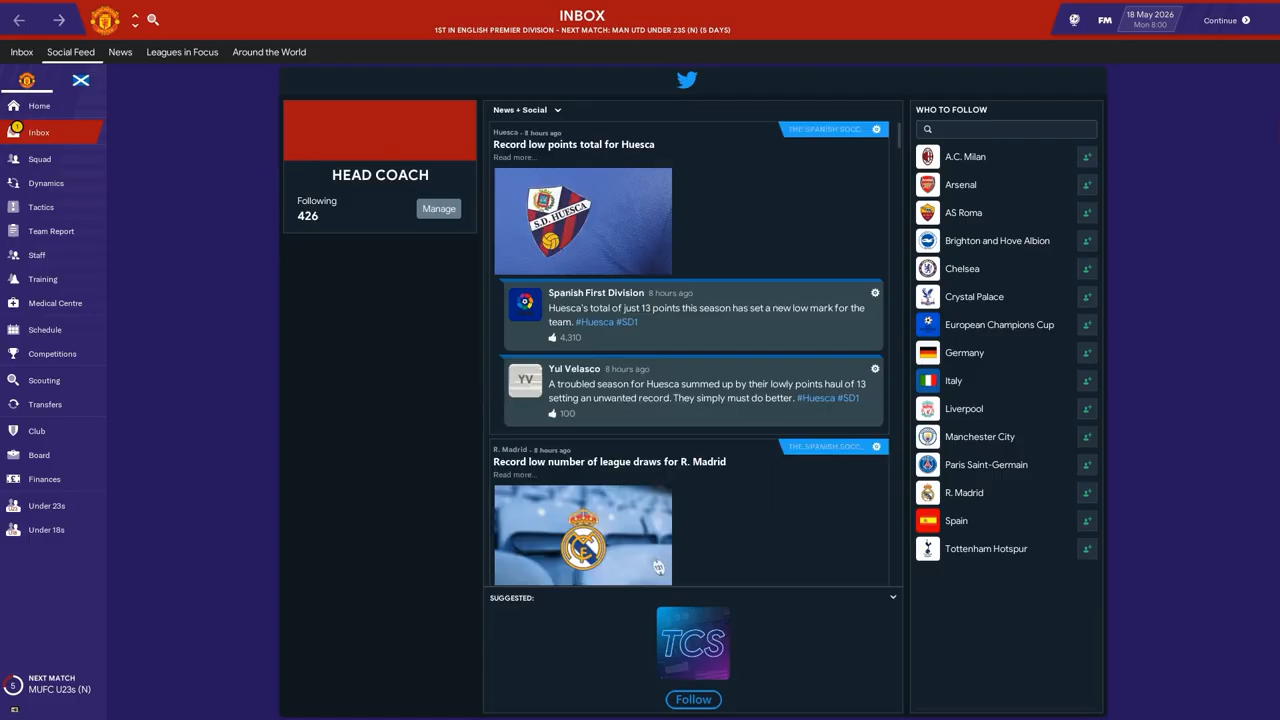 INBOX
1ST IN ENGLISH PREMIER DIVISION - NEXT MATCH: MAN UTD UNDER 23S (N) (5 DAYS)
FM
18 May 2026
Mon 8:00
Continue
Inbox
Social Feed
News
Leagues in Focus
Around the World
1
Home
Inbox
Squad
Dynamics
Tactics
Team Report
Staff
Training
Medical Centre
Schedule
Competitions
Scouting
Transfers
Club
Board
Finances
Under 23s
Under 18s
5
NEXT MATCH
MUFC U23s (N)
HEAD COACH
Following
426
Manage
News + Social
Huesca - 8 hours ago
THE SPANISH SOCC...
Record low points total for Huesca
Read more...
S.D. HUESCA
Spanish First Division 8 hours ago
Huesca's total of just 13 points this season has set a new low mark for the
team. #Huesca #SD1
4,310
YV
Yul Velasco 8 hours ago
A troubled season for Huesca summed up by their lowly points haul of 13
setting an unwanted record. They simply must do better. #Huesca #SD1
100
R. Madrid - 8 hours ago
THE SPANISH SOCC...
Record low number of league draws for R. Madrid
Read more...
SUGGESTED:
TCS
Follow
WHO TO FOLLOW
A.C. Milan
Arsenal
AS Roma
Brighton and Hove Albion
Chelsea
Crystal Palace
European Champions Cup
Germany
Italy
Liverpool
Manchester City
Paris Saint-Germain
R. Madrid
Spain
Tottenham Hotspur